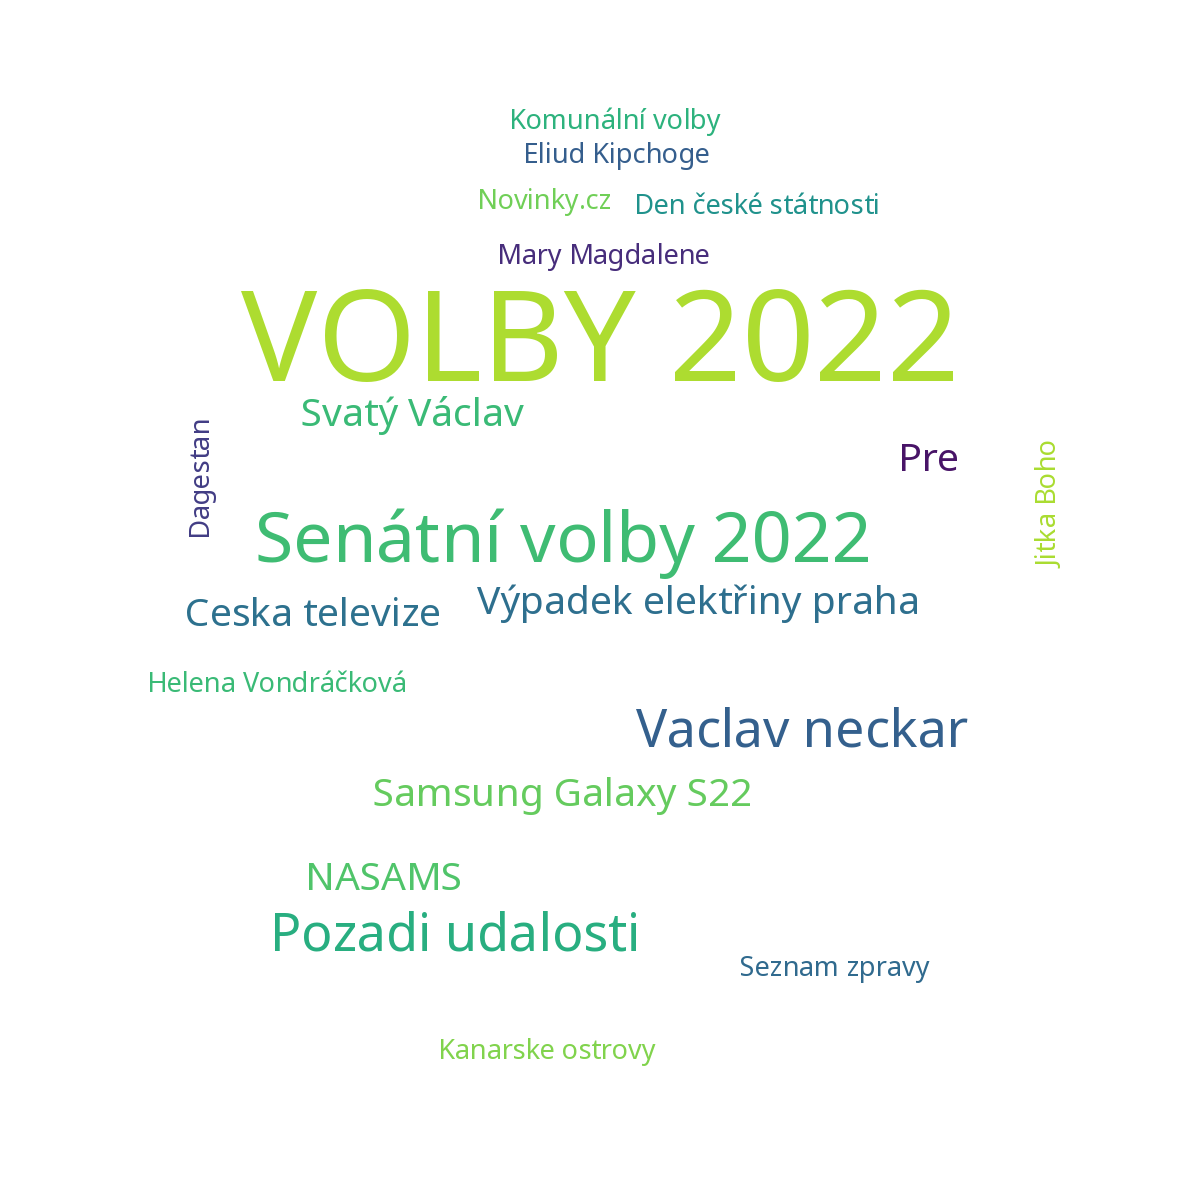 Komunální volby
Eliud Kipchoge
Novinky.cz
Den české státnosti
Mary Magdalene
VOLBY 2022
Svatý Václav
Dagestan
Pre
Jitka Boho
Senátní volby 2022
Ceska televize
Výpadek elektřiny praha
Helena Vondráčková
Vaclav neckar
Samsung Galaxy S22
NASAMS
Pozadi udalosti
Seznam zpravy
Kanarske ostrovy